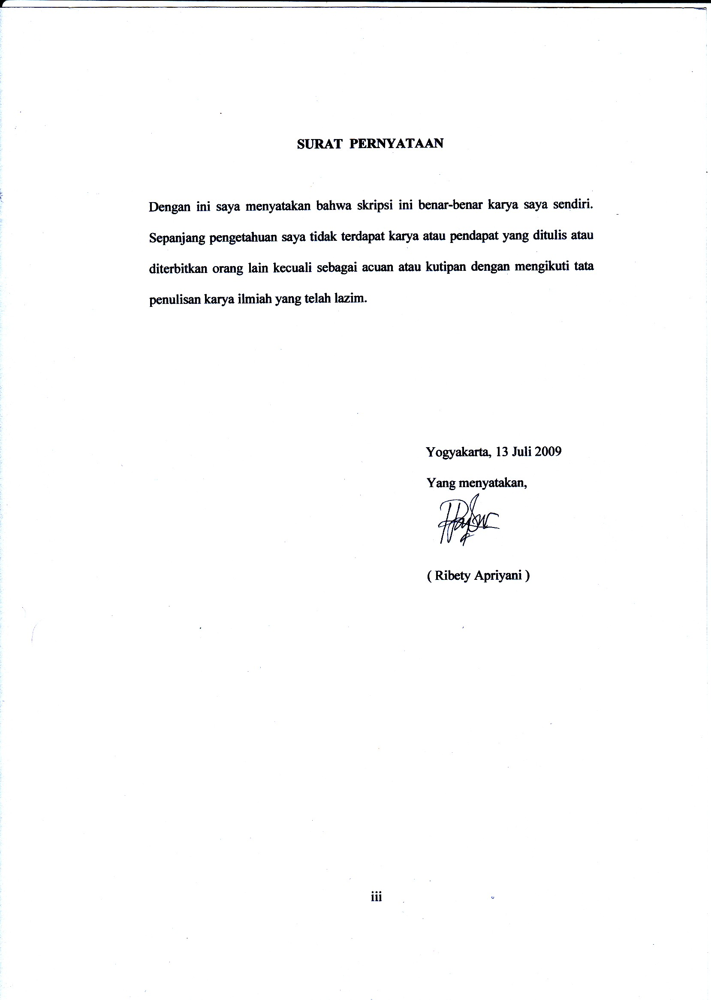 SURAT PERNYATAAN
Dengan ini saya menyatakan bahwa skripsi ini benar-benar karya saya sendiri.
Sepanjang pengetahuan saya tidak terdapat karya atau pendapat yang ditulis atau
diterbitkan orang lain kecuali sebagai acuan atau kutipan dengan mengikuti tata
penulisan karya ilmiah yang telah lazim.
Yogyakarta, 13 Juli 2009
Yang menyatakan,
( Ribety Apriyani )
iii